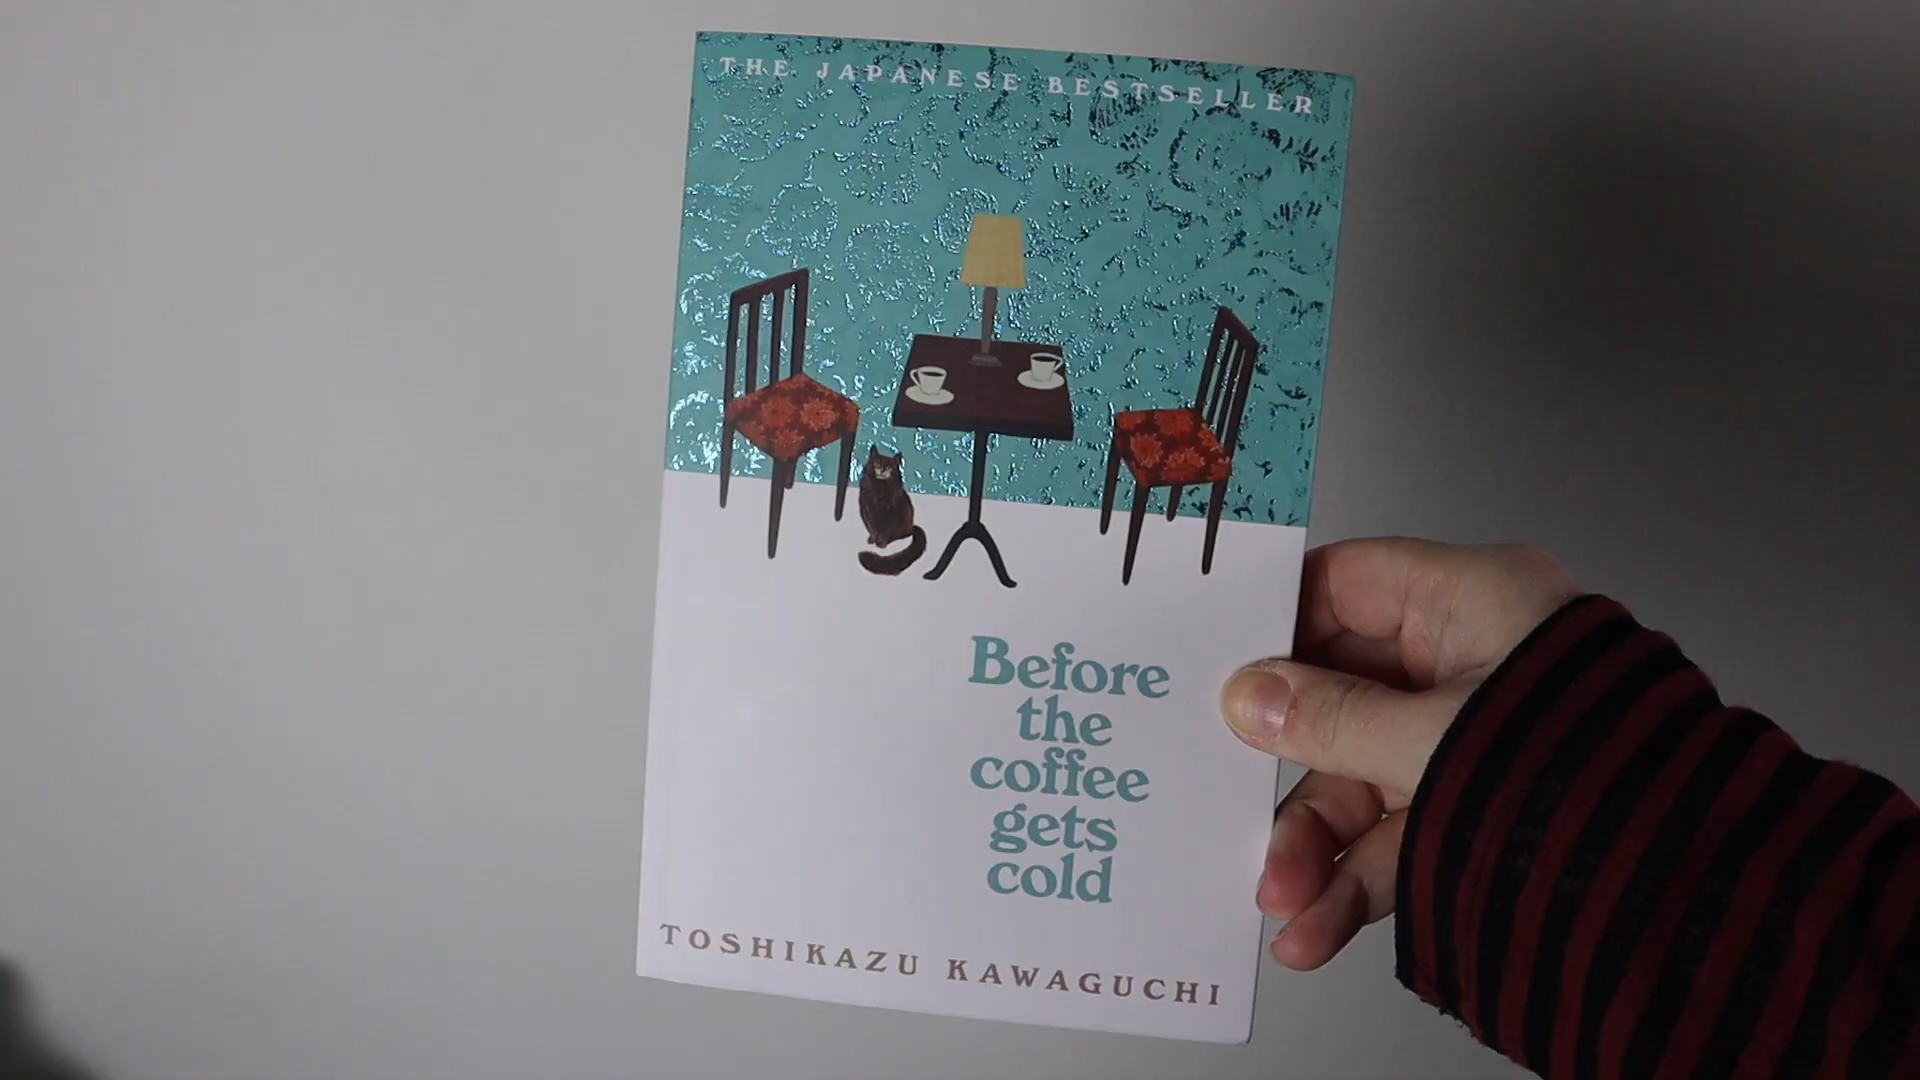 THE JAPANESE BESTSELLER
Before
the
coffee
gets
cold
TOSHIKAZU KAWAGUCHI